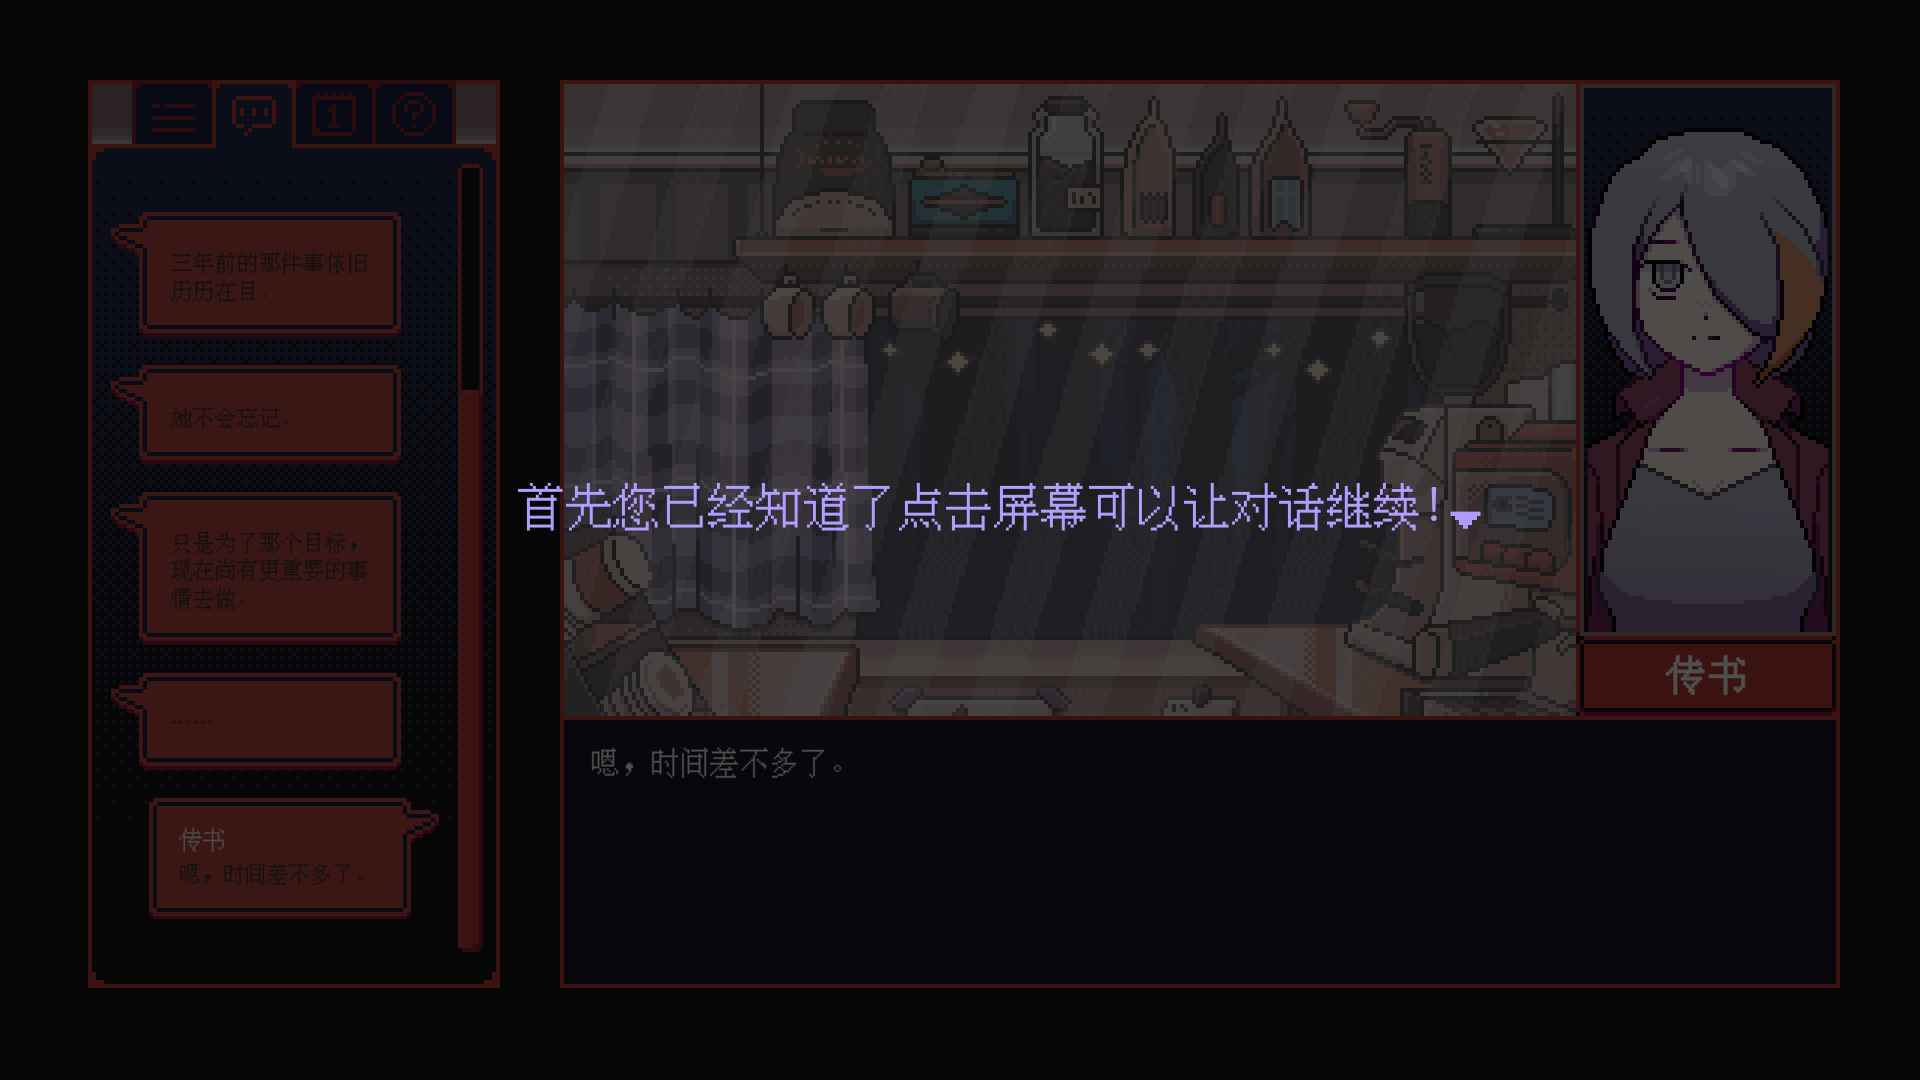 1
?
三年前的那件事依旧
历历在目。
她不会忘记。
只是为了那个目标，
现在尚有更重要的事
情去做。
……
传书
嗯，时间差不多了。
首先您已经知道了点击屏幕可以让对话继续！
传书
嗯，时间差不多了。